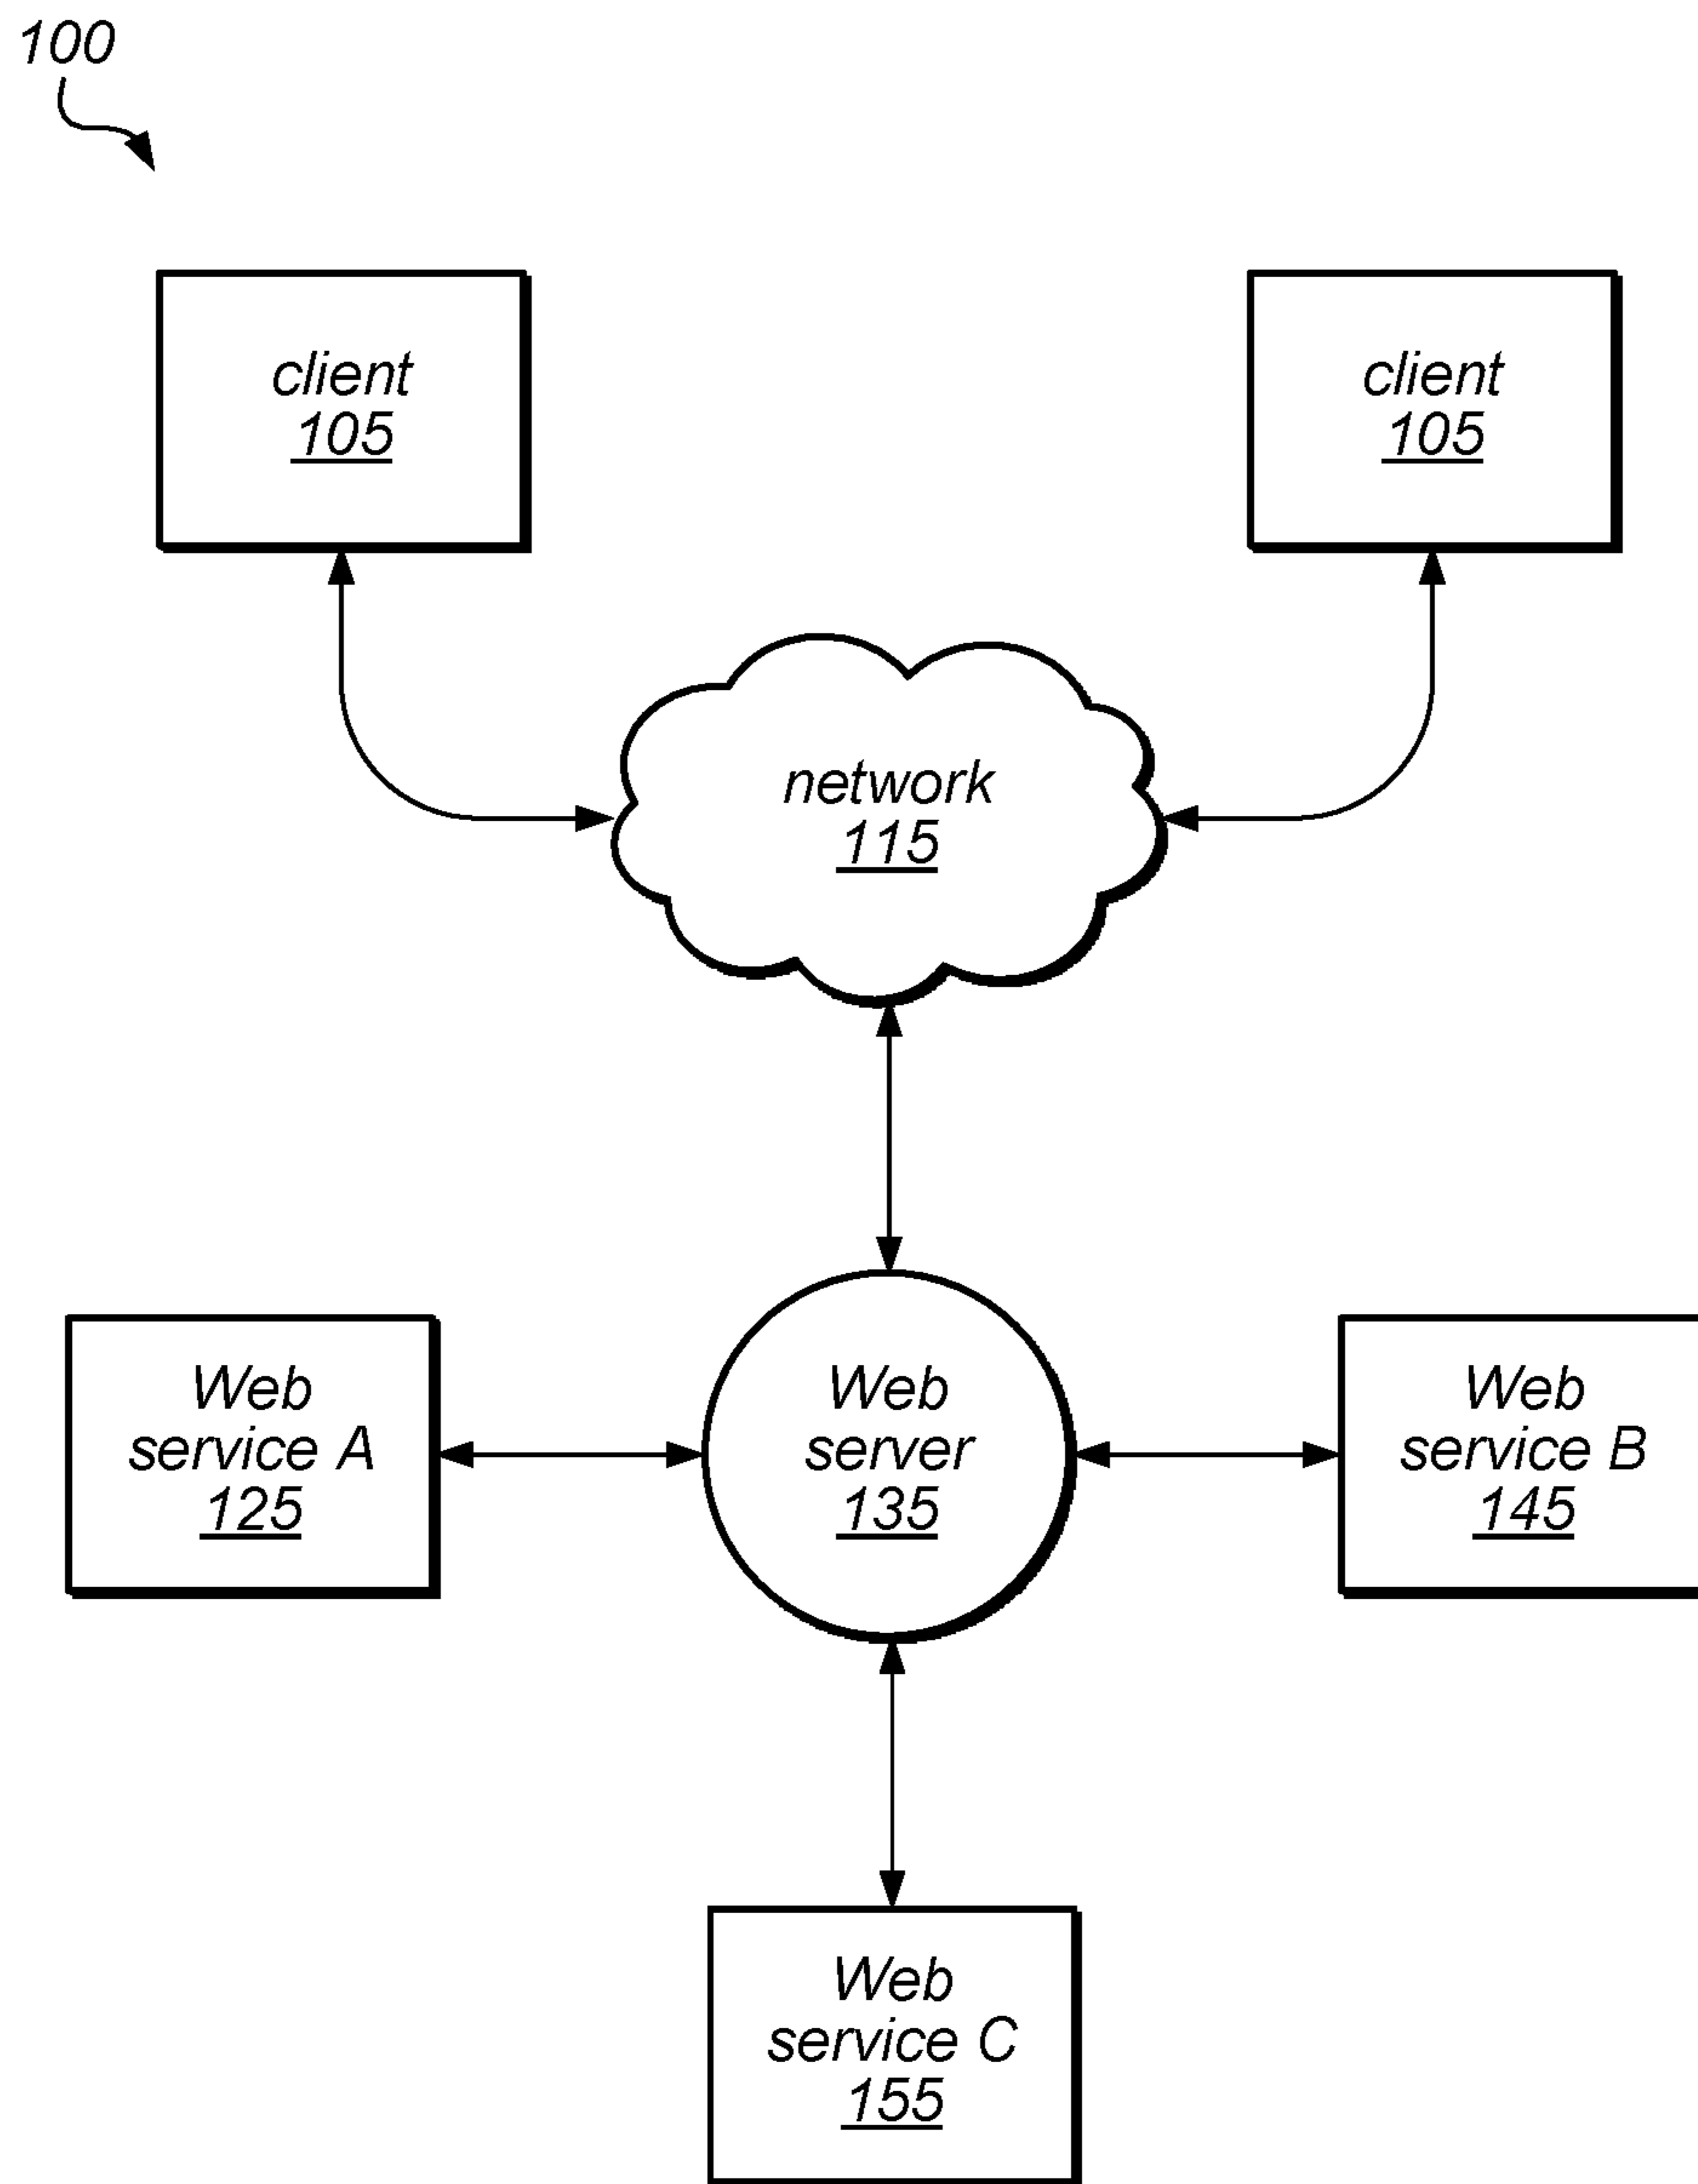 100
client
105
client
105
network
115
Web
service A
125
Web
server
135
Web
service B
145
Web
service C
155